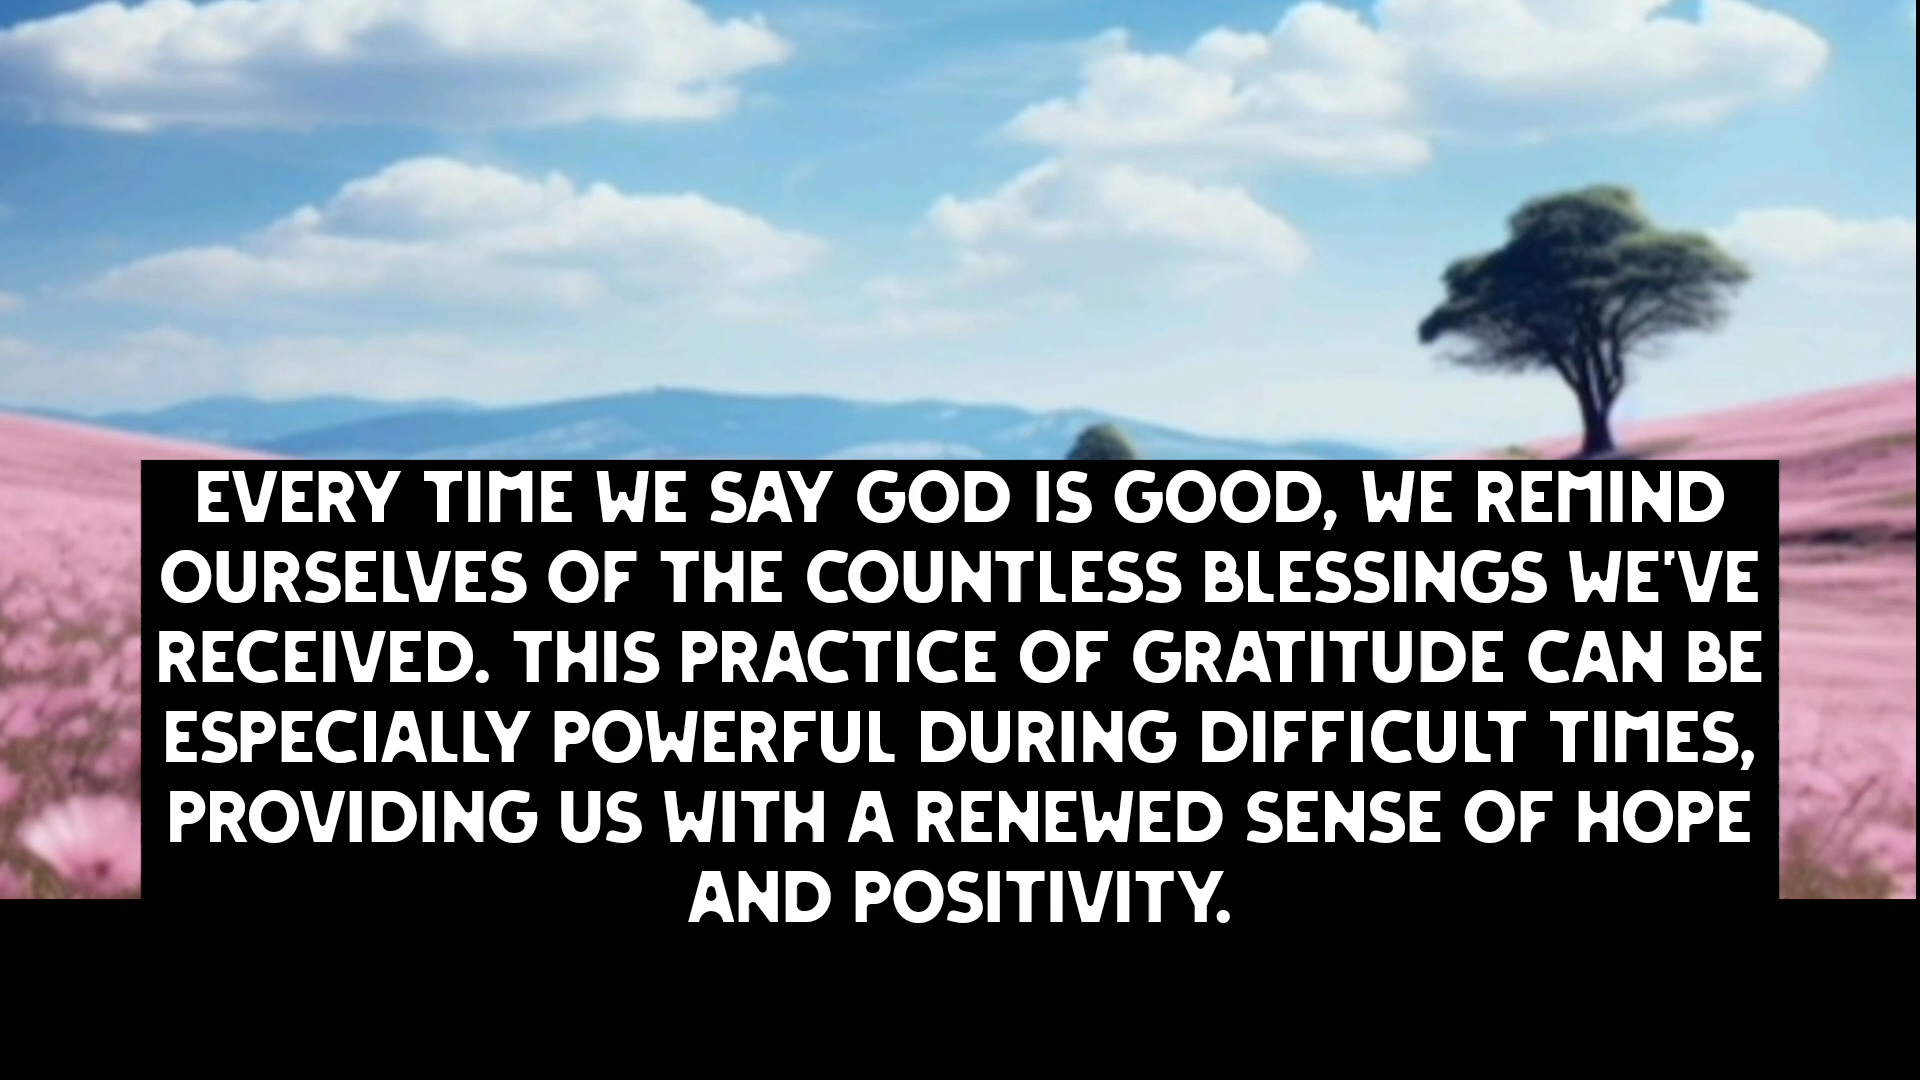 EVERY TIME WE SAY GOD IS GOOD, WE REMIND
OURSELVES OF THE COUNTLESS BLESSINGS WE'VE
RECEIVED. THIS PRACTICE OF GRATITUDE CAN BE
ESPECIALLY POWERFUL DURING DIFFICULT TIMES,
PROVIDING US WITH A RENEWED SENSE OF HOPE
AND POSITIVITY.